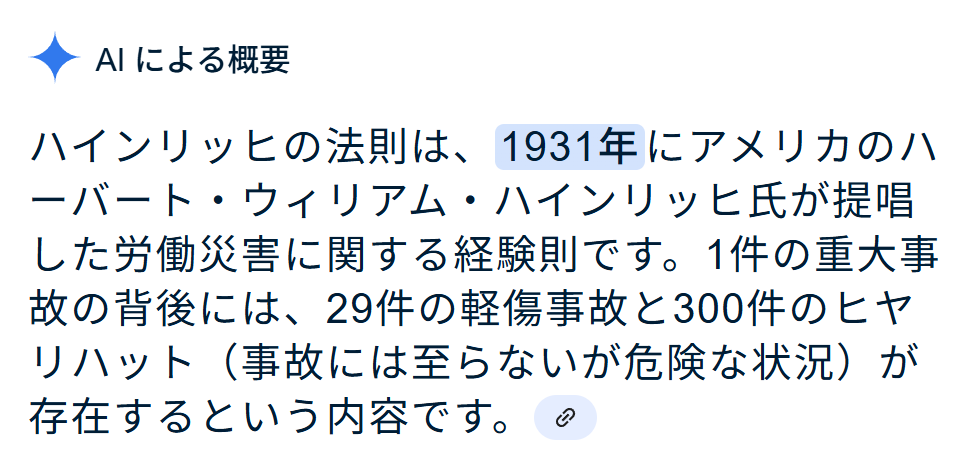 AI による概要
ハインリッヒの法則は、1931年にアメリカのハ
ーバート・ウィリアム・ハインリッヒ氏が提唱
した労働災害に関する経験則です。1件の重大事
故の背後には、29件の軽傷事故と300件のヒヤ
リハット（事故には至らないが危険な状況）が
存在するという内容です。